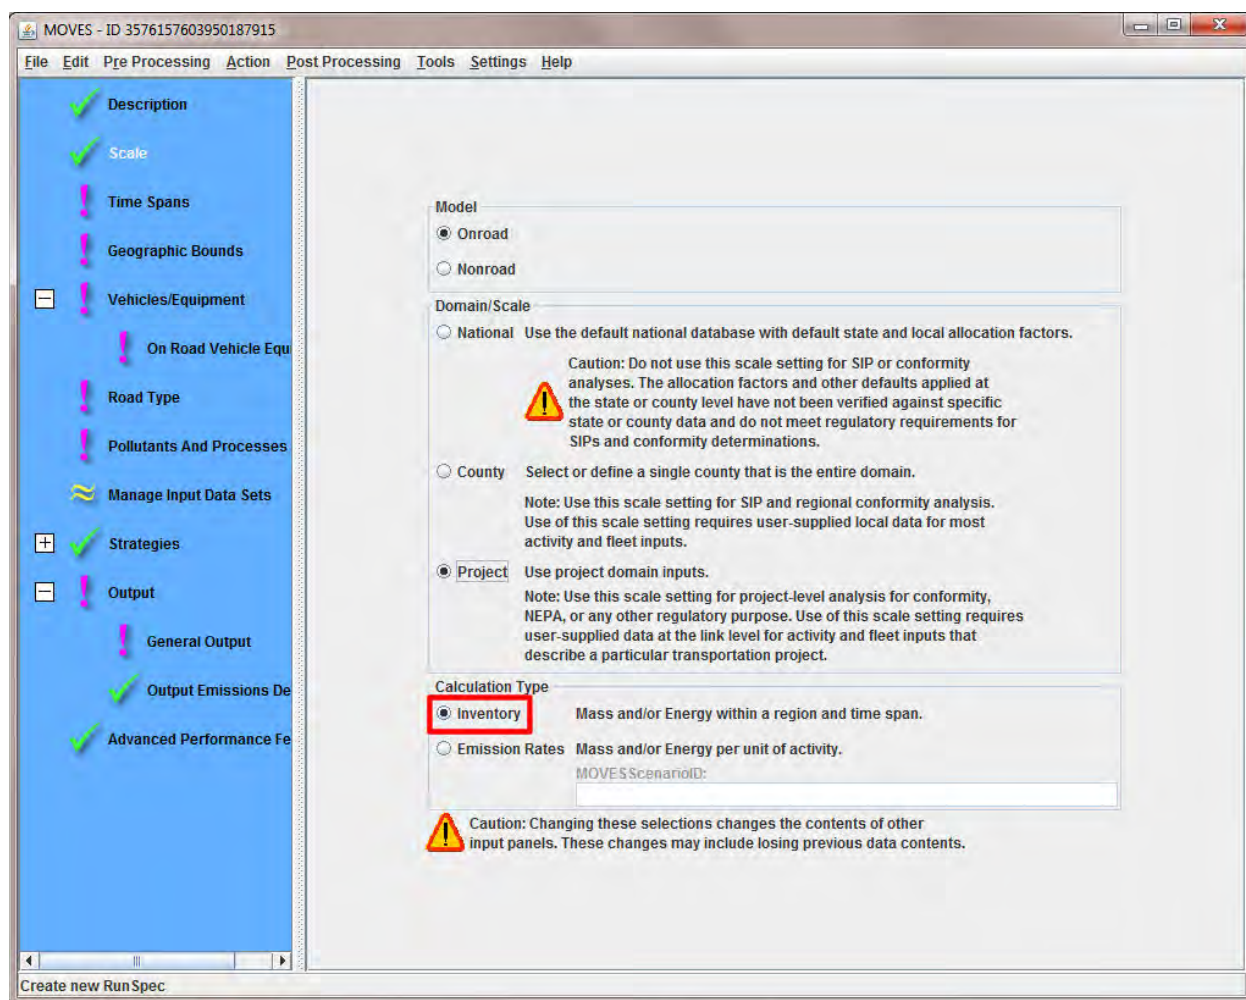 MOVES - ID 3576157603950187915
File Edit Pre Processing Action Post Processing Tools Settings Help
Description
Scale
Time Spans
Geographic Bounds
Vehicles/Equipment
On Road Vehicle Equi
Road Type
Pollutants And Processes
Manage Input Data Sets
Strategies
Output
General Output
Output Emissions De
Advanced Performance Fe
Model
Onroad
Nonroad
Domain/Scale
National Use the default national database with default state and local allocation factors.
Caution: Do not use this scale setting for SIP or conformity
analyses. The allocation factors and other defaults applied at
the state or county level have not been verified against specific
state or county data and do not meet regulatory requirements for
SIPs and conformity determinations.
County Select or define a single county that is the entire domain.
Note: Use this scale setting for SIP and regional conformity analysis.
Use of this scale setting requires user-supplied local data for most
activity and fleet inputs.
Project Use project domain inputs.
Note: Use this scale setting for project-level analysis for conformity,
NEPA, or any other regulatory purpose. Use of this scale setting requires
user-supplied data at the link level for activity and fleet inputs that
describe a particular transportation project.
Calculation Type
Inventory Mass and/or Energy within a region and time span.
Emission Rates Mass and/or Energy per unit of activity.
MOVESScenarioID:
Caution: Changing these selections changes the contents of other
input panels. These changes may include losing previous data contents.
Create new RunSpec